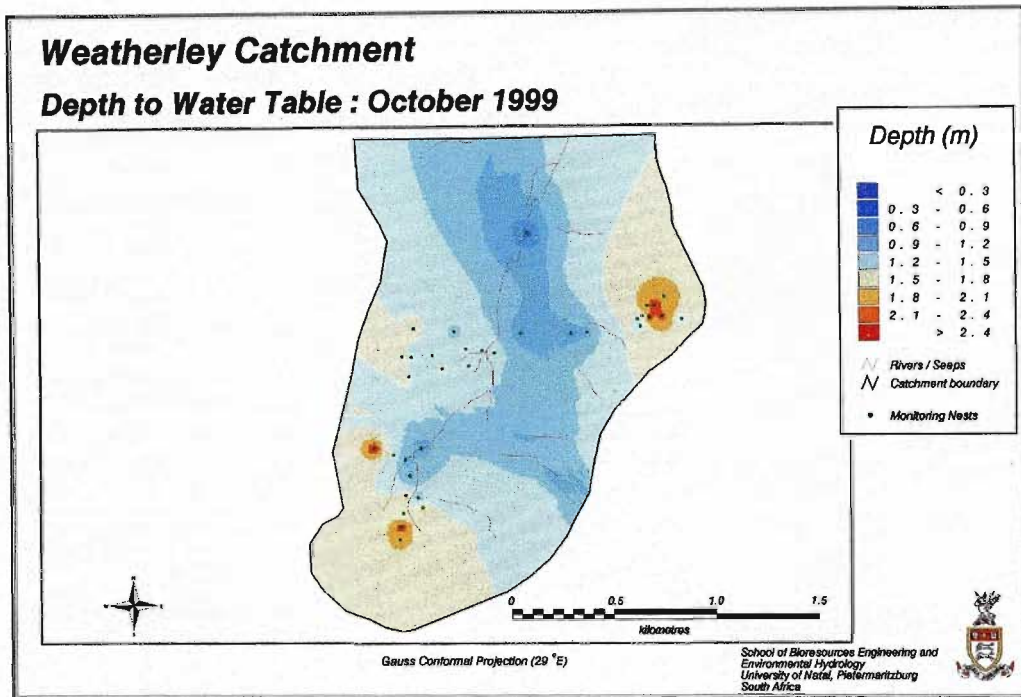 Weatherley Catchment
Depth to Water Table : October 1999
Depth (m)
< 0.3
0.3 - 0.6
0.6 - 0.9
0.9 - 1.2
1.2 - 1.5
1.5 - 1.8
1.8 - 2.1
2.1 - 2.4
> 2.4
Rivers / Seeps
Catchment boundary
Monitoring Nests
0 0.5 1.0 1.5
kilometres
Gauss Conformal Projection (29 °E)
School of Bioresources Engineering and
Environmental Hydrology
University of Natal, Pietermaritzburg
South Africa